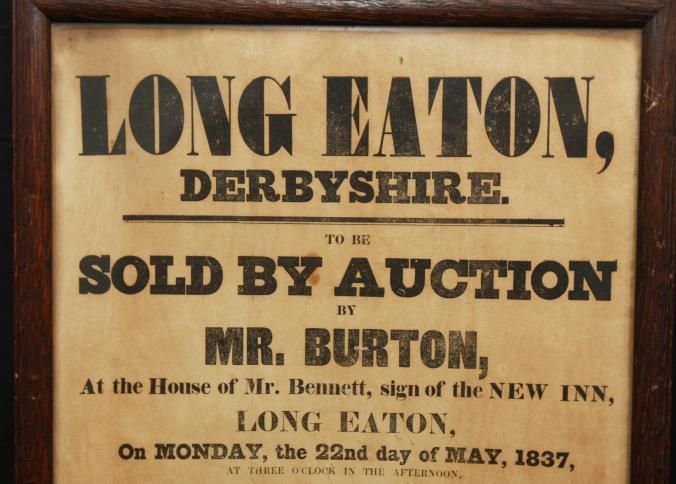 LONG EATON,
DERBYSHIRE.
TO BE
SOLD BY AUCTION
BY
MR. BURTON,
At the House of Mr. Bennett, sign of the NEW INN,
LONG EATON,
On MONDAY, the 22nd day of MAY, 1837,
AT THREE O'CLOCK IN THE AFTERNOON,